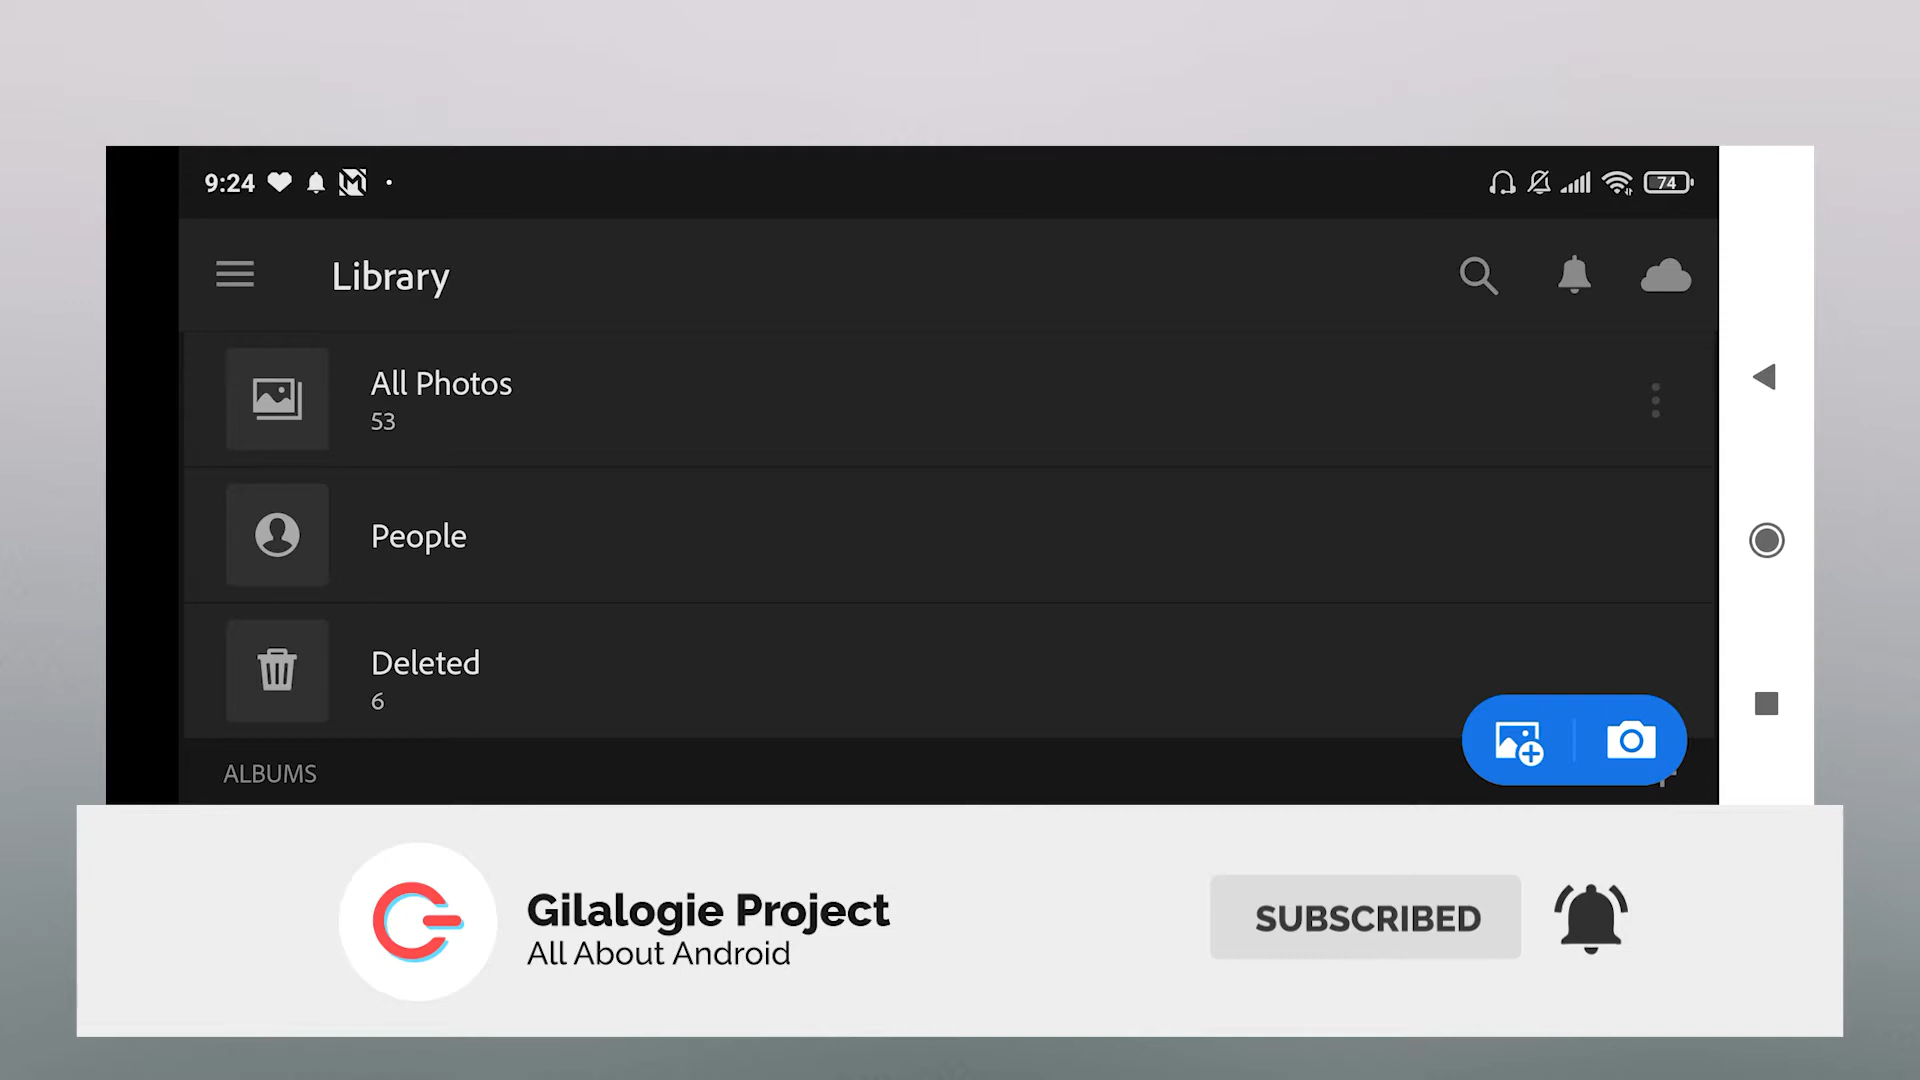 9:24
74
Library
All Photos
53
People
Deleted
6
ALBUMS
Gilalogie Project
All About Android
SUBSCRIBED